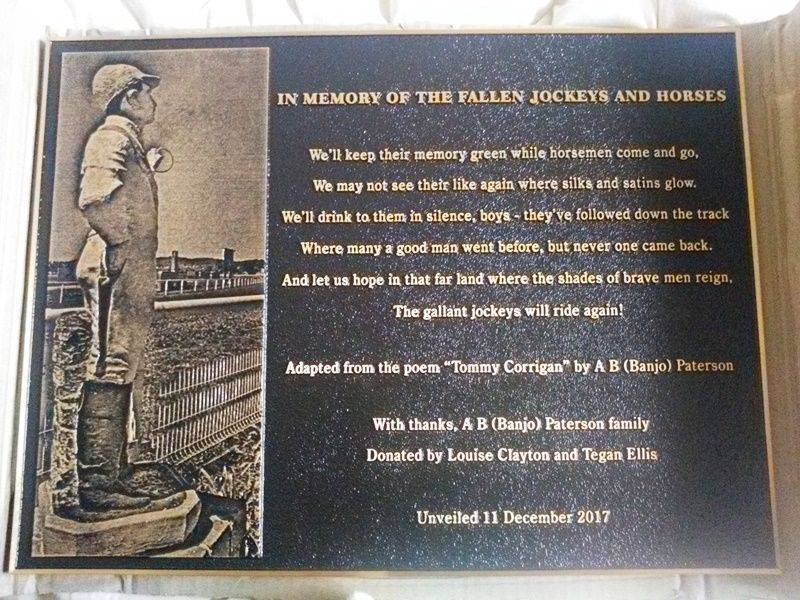 IN MEMORY OF THE FALLEN JOCKEYS AND HORSES
We'll keep their memory green while horsemen come and go,
We may not see their like again where silks and satins glow.
We'll drink to them in silence, boys - they've followed down the track
Where many a good man went before, but never one came back.
And let us hope in that far land where the shades of brave men reign,
The gallant jockeys will ride again!
Adapted from the poem "Tommy Corrigan" by A B (Banjo) Paterson
With thanks, A B (Banjo) Paterson family
Donated by Louise Clayton and Tegan Ellis
Unveiled 11 December 2017